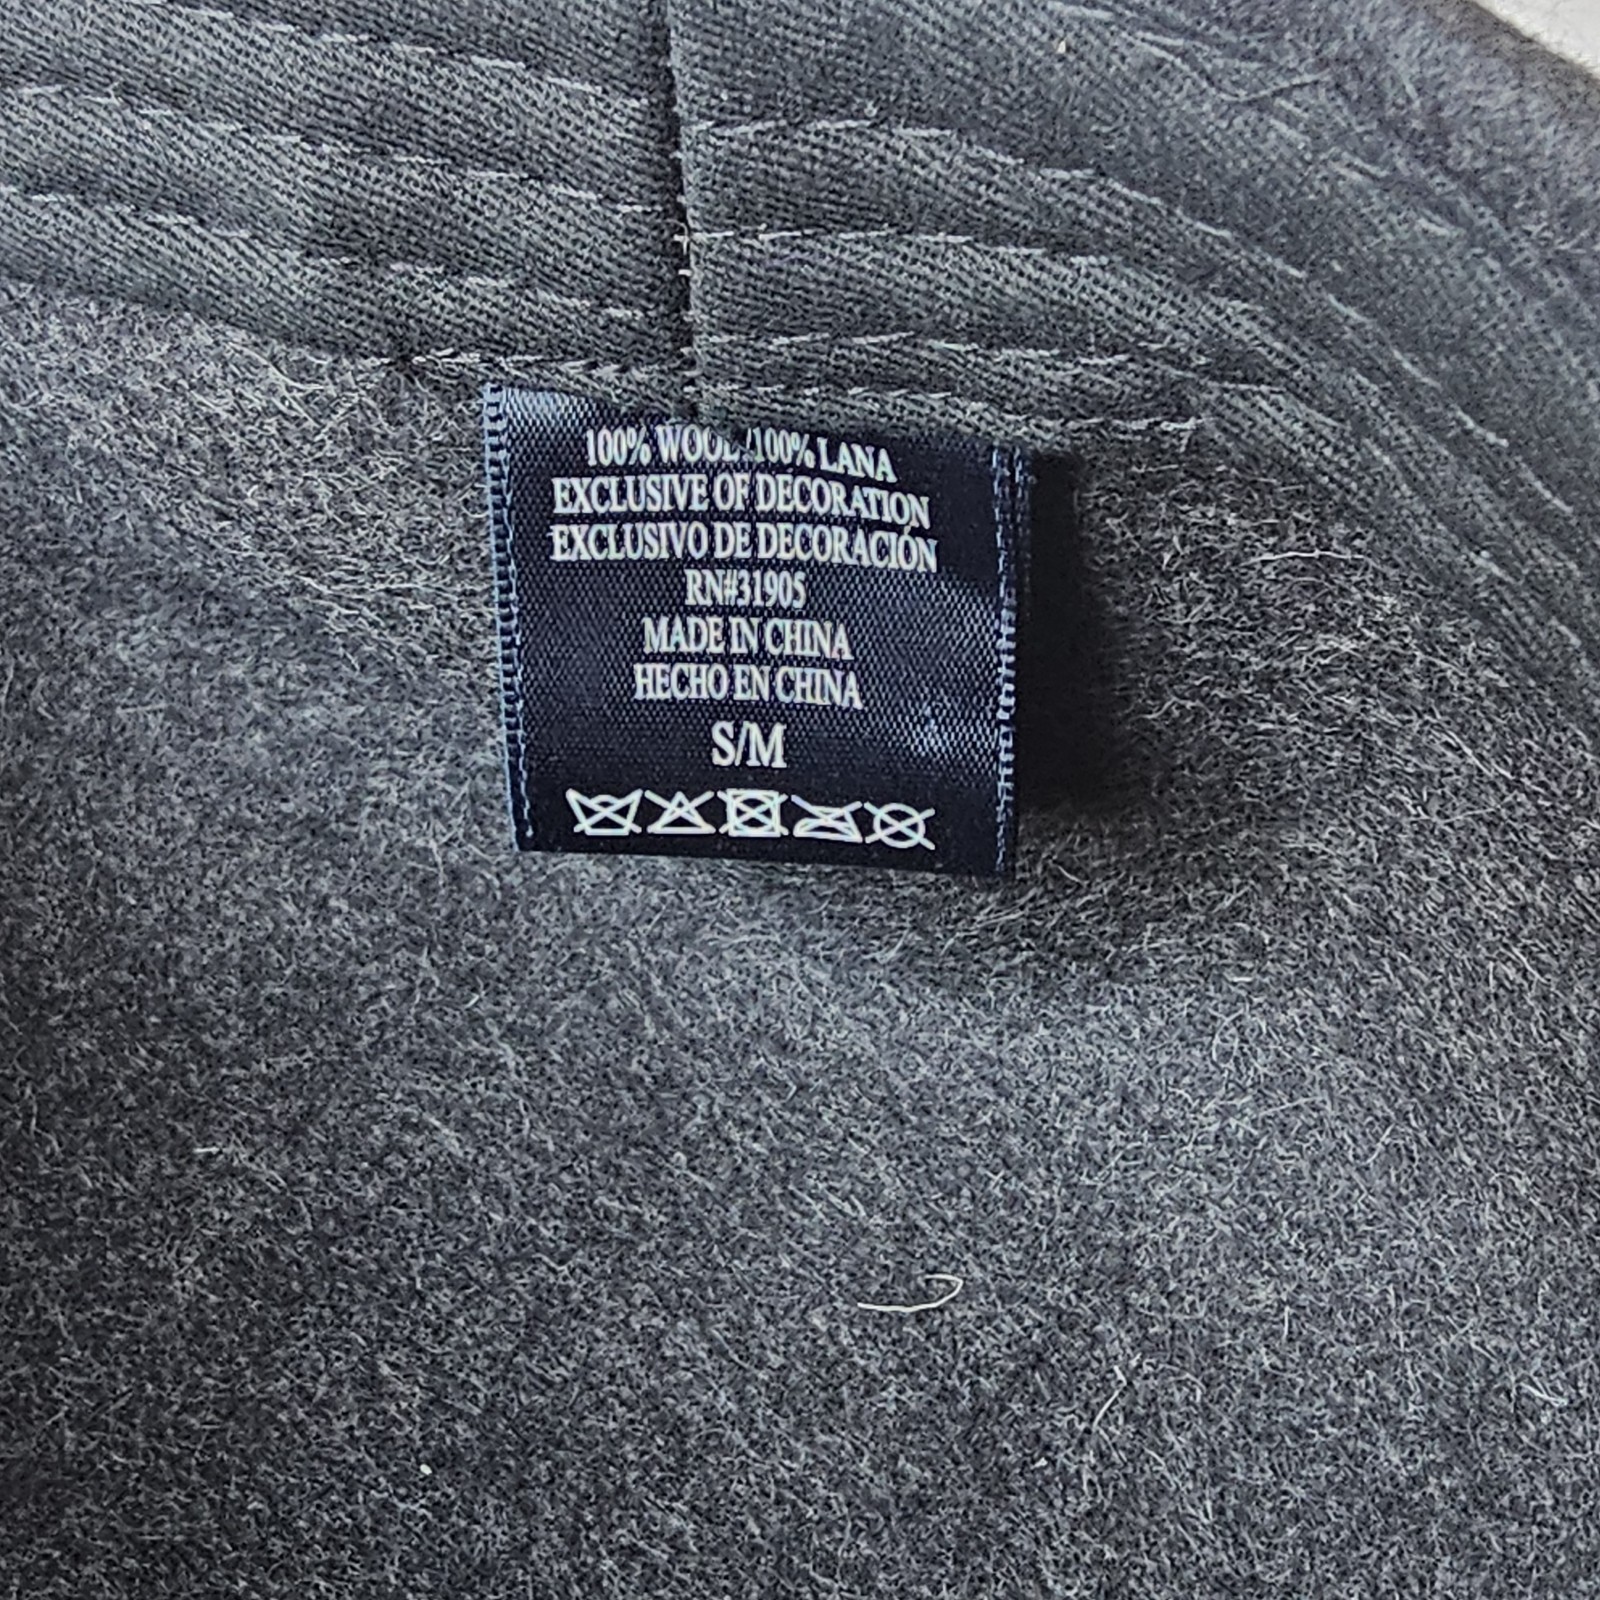 100% WOOL/100% LANA
EXCLUSIVE OF DECORATION
EXCLUSIVO DE DECORACIÓN
RN#31905
MADE IN CHINA
HECHO EN CHINA
S/M